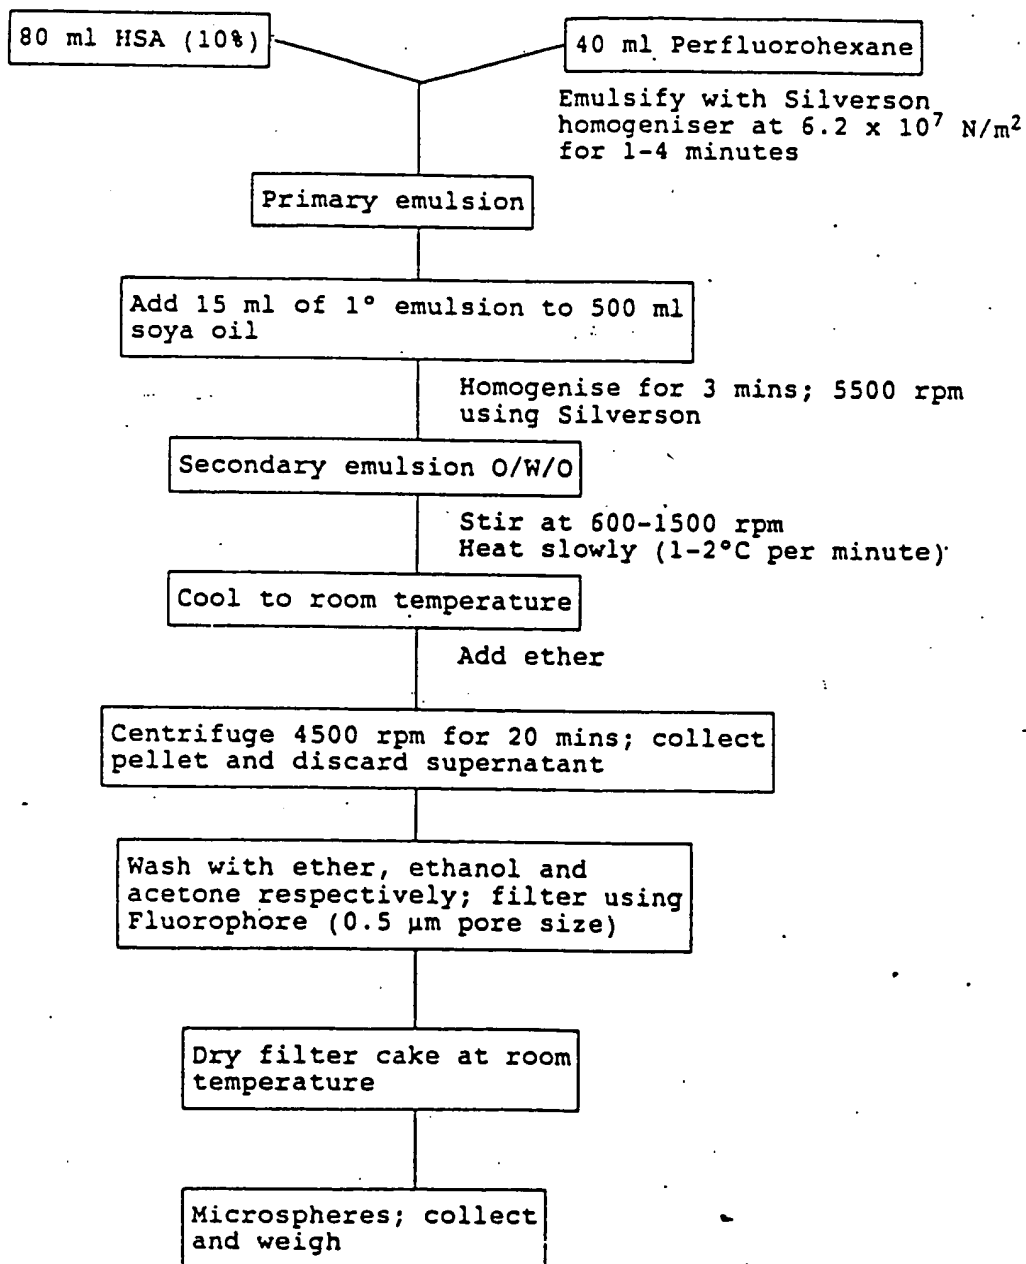 80 ml HSA (10%)
40 ml Perfluorohexane
Emulsify with Silverson
homogeniser at 6.2 x 10⁷ N/m²
for 1-4 minutes
Primary emulsion
Add 15 ml of 1° emulsion to 500 ml
soya oil
Homogenise for 3 mins; 5500 rpm
using Silverson
Secondary emulsion O/W/O
Stir at 600-1500 rpm
Heat slowly (1-2°C per minute)
Cool to room temperature
Add ether
Centrifuge 4500 rpm for 20 mins; collect
pellet and discard supernatant
Wash with ether, ethanol and
acetone respectively; filter using
Fluorophore (0.5 µm pore size)
Dry filter cake at room
temperature
Microspheres; collect
and weigh